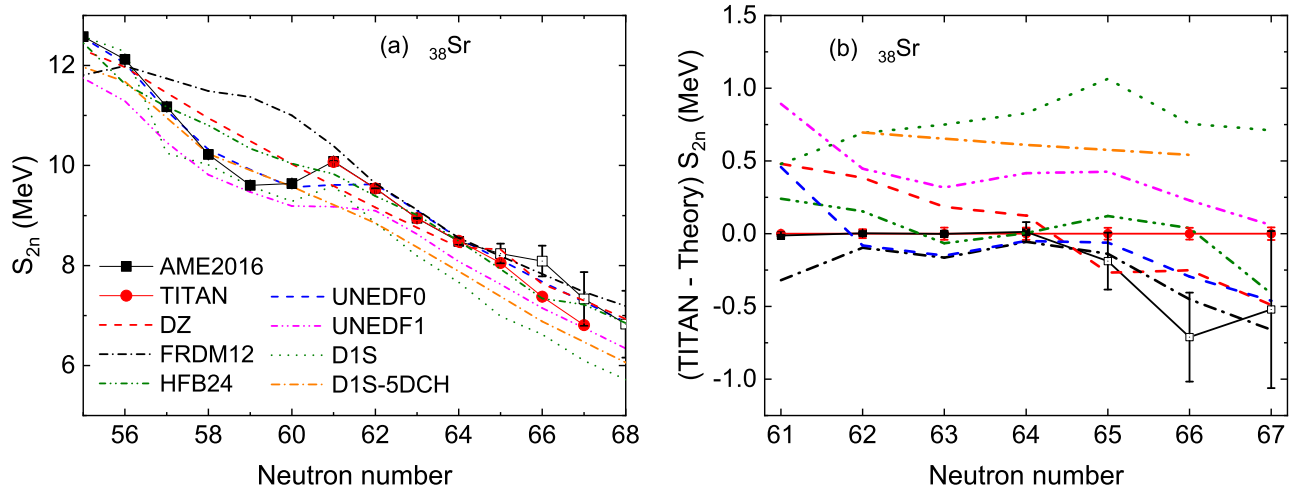 (a) 38Sr
12
10
8
6
S2n (MeV)
AME2016
TITAN
DZ
FRDM12
HFB24
UNEDF0
UNEDF1
D1S
D1S-5DCH
56 58 60 62 64 66 68
Neutron number
(b) 38Sr
1.5
1.0
0.5
0.0
-0.5
-1.0
(TITAN - Theory) S2n (MeV)
61 62 63 64 65 66 67
Neutron number